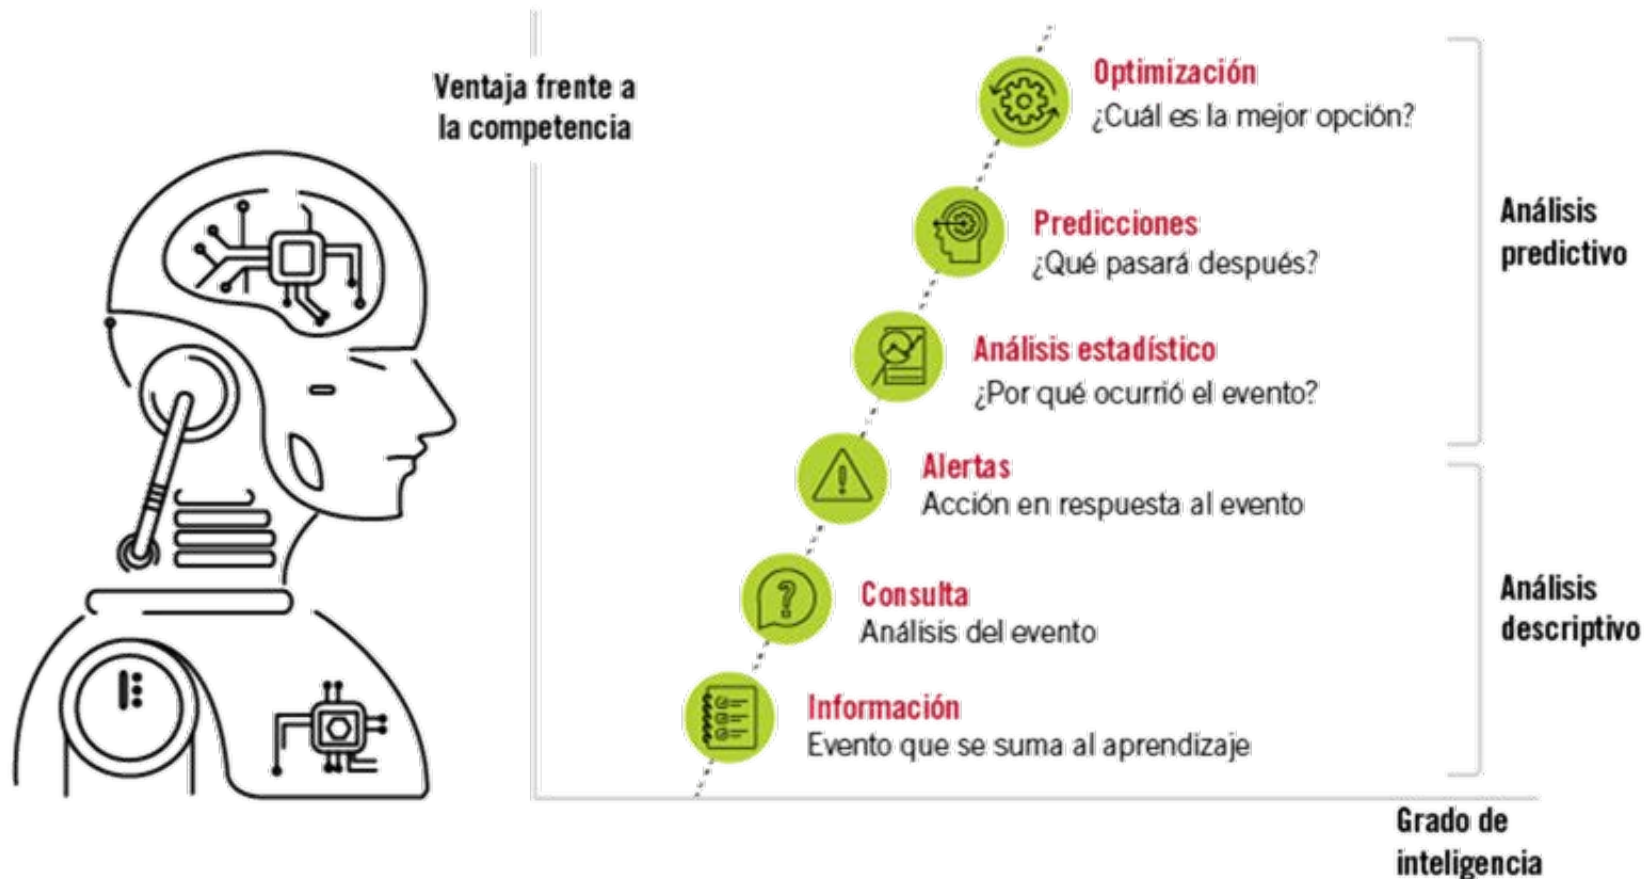 Ventaja frente a
la competencia
Optimización
¿Cuál es la mejor opción?
Predicciones
¿Qué pasará después?
Análisis estadístico
¿Por qué ocurrió el evento?
Análisis
predictivo
Alertas
Acción en respuesta al evento
Consulta
Análisis del evento
Información
Evento que se suma al aprendizaje
Análisis
descriptivo
Grado de
inteligencia